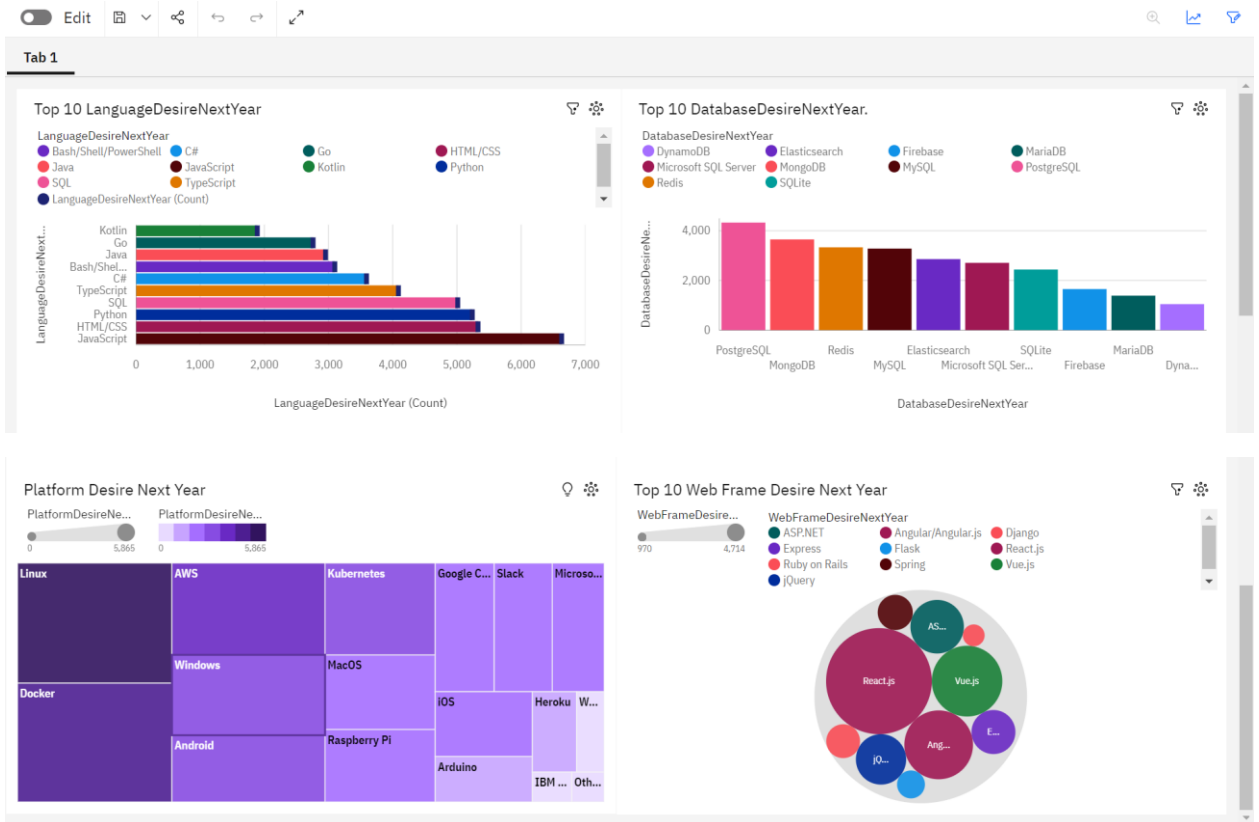 Edit
Tab 1
Top 10 LanguageDesireNextYear
LanguageDesireNextYear
Bash/Shell/PowerShell C# Go HTML/CSS
Java JavaScript Kotlin Python
SQL TypeScript
LanguageDesireNextYear (Count)
LanguageDesireNext...
Kotlin
Go
Java
Bash/Shel...
C#
TypeScript
SQL
Python
HTML/CSS
JavaScript
0 1,000 2,000 3,000 4,000 5,000 6,000 7,000
LanguageDesireNextYear (Count)
Top 10 DatabaseDesireNextYear.
DatabaseDesireNextYear
DynamoDB Elasticsearch Firebase MariaDB
Microsoft SQL Server MongoDB MySQL PostgreSQL
Redis SQLite
DatabaseDesireNe...
4,000
2,000
0
PostgreSQL Redis Elasticsearch SQLite MariaDB
MongoDB MySQL Microsoft SQL Ser... Firebase Dyna...
DatabaseDesireNextYear
Platform Desire Next Year
PlatformDesireNe... PlatformDesireNe...
0 5,865 0 5,865
Linux AWS Kubernetes Google C... Slack Microso...
Windows MacOS
Docker iOS Heroku W...
Android Raspberry Pi
Arduino
IBM ... Oth...
Top 10 Web Frame Desire Next Year
WebFrameDesire... WebFrameDesireNextYear
970 4,714
ASP.NET Angular/Angular.js Django
Express Flask React.js
Ruby on Rails Spring Vue.js
jQuery
AS...
React.js Vue.js
E...
Ang...
jQ...